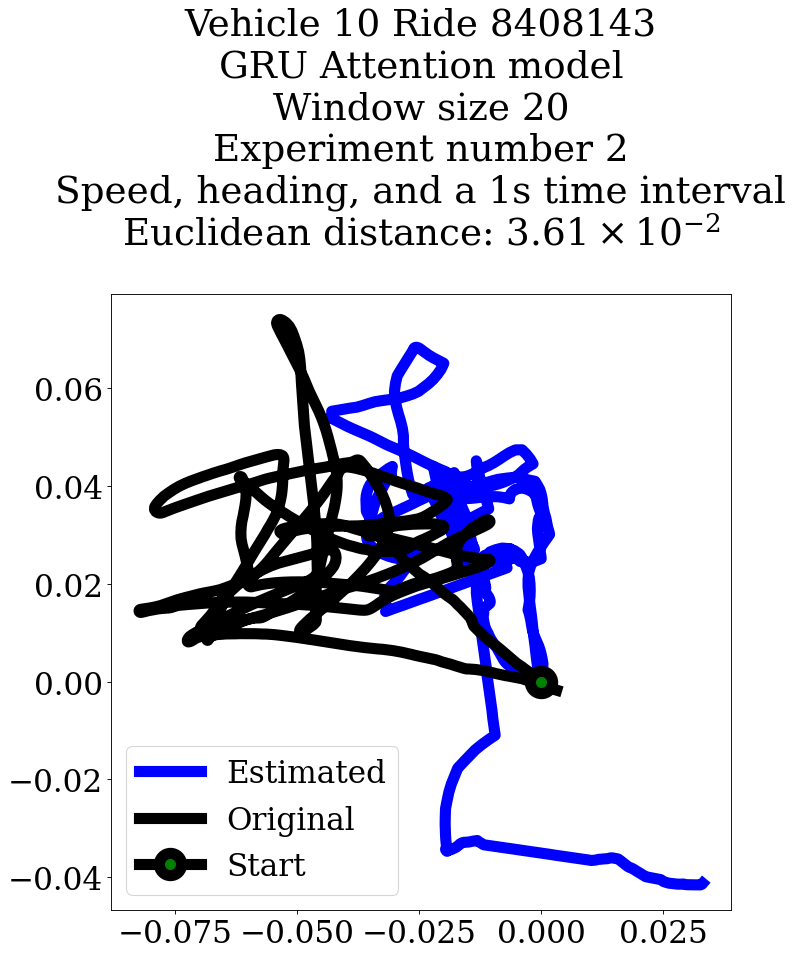 Vehicle 10 Ride 8408143
GRU Attention model
Window size 20
Experiment number 2
Speed, heading, and a 1s time interval
Euclidean distance: 3.61 × 10⁻²
0.06
0.04
0.02
0.00
−0.02
−0.04
Estimated
Original
Start
−0.075 −0.050 −0.025 0.000 0.025